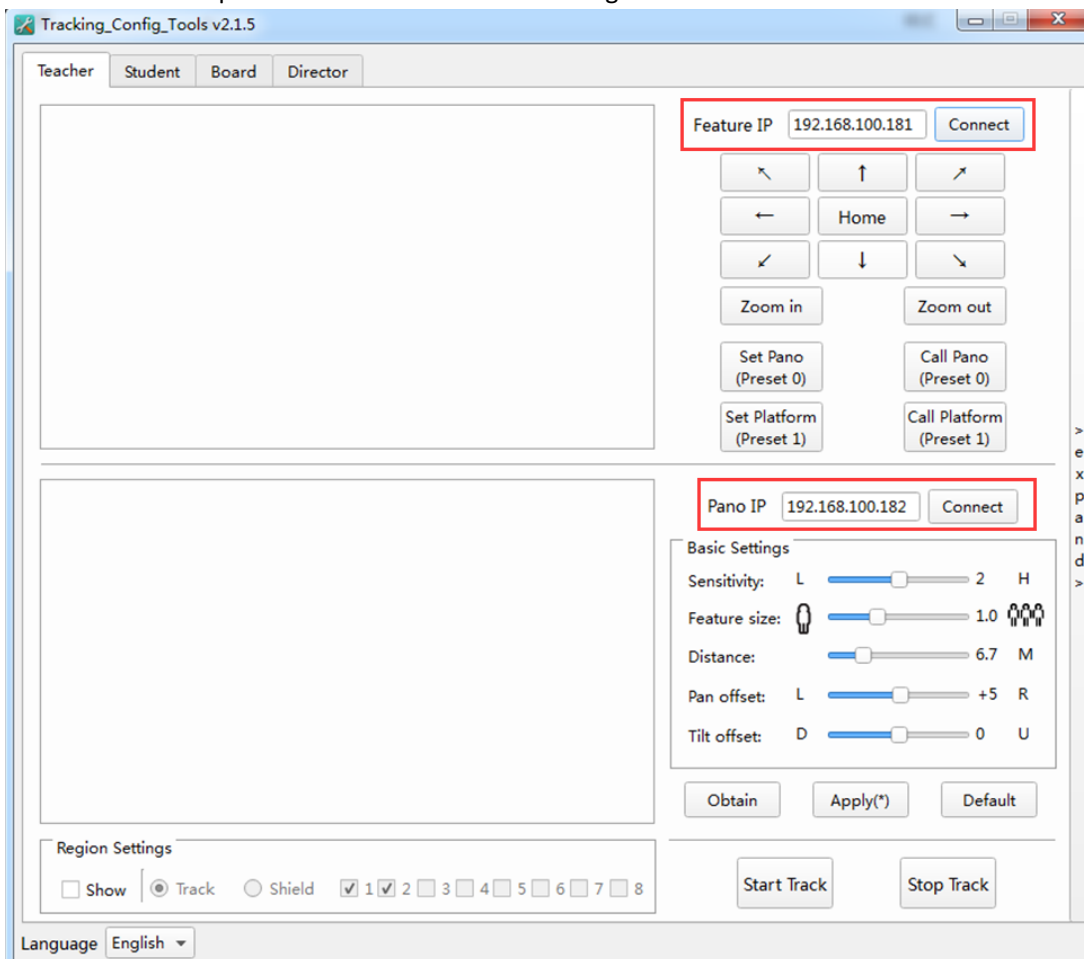 Tracking_Config_Tools v2.1.5
Teacher Student Board Director
Feature IP 192.168.100.181 Connect
↖ ↑ ↗
← Home →
↙ ↓ ↘
Zoom in Zoom out
Set Pano (Preset 0) Call Pano (Preset 0)
Set Platform (Preset 1) Call Platform (Preset 1)
> expand >
Pano IP 192.168.100.182 Connect
Basic Settings
Sensitivity: L 2 H
Feature size: 1.0
Distance: 6.7 M
Pan offset: L +5 R
Tilt offset: D 0 U
Obtain Apply(*) Default
Region Settings
Show Track Shield 1 2 3 4 5 6 7 8
Start Track Stop Track
Language English